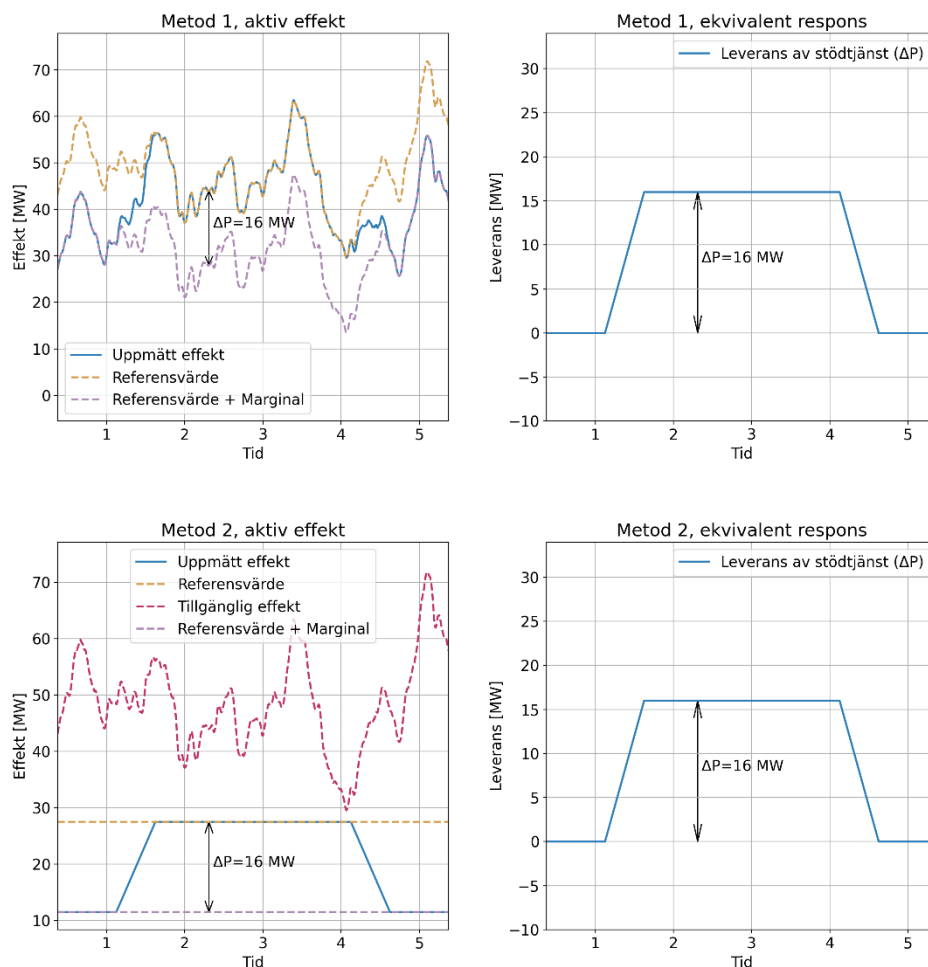 Metod 1, aktiv effekt
Effekt [MW]
70
60
50
40
30
20
10
0
ΔP=16 MW
Uppmätt effekt
Referensvärde
Referensvärde + Marginal
1 2 3 4 5
Tid
Metod 1, ekvivalent respons
Leverans [MW]
30
25
20
15
10
5
0
−5
−10
Leverans av stödtjänst (ΔP)
ΔP=16 MW
1 2 3 4 5
Tid
Metod 2, aktiv effekt
Effekt [MW]
70
60
50
40
30
20
10
Uppmätt effekt
Referensvärde
Tillgänglig effekt
Referensvärde + Marginal
ΔP=16 MW
1 2 3 4 5
Tid
Metod 2, ekvivalent respons
Leverans [MW]
30
25
20
15
10
5
0
−5
−10
Leverans av stödtjänst (ΔP)
ΔP=16 MW
1 2 3 4 5
Tid